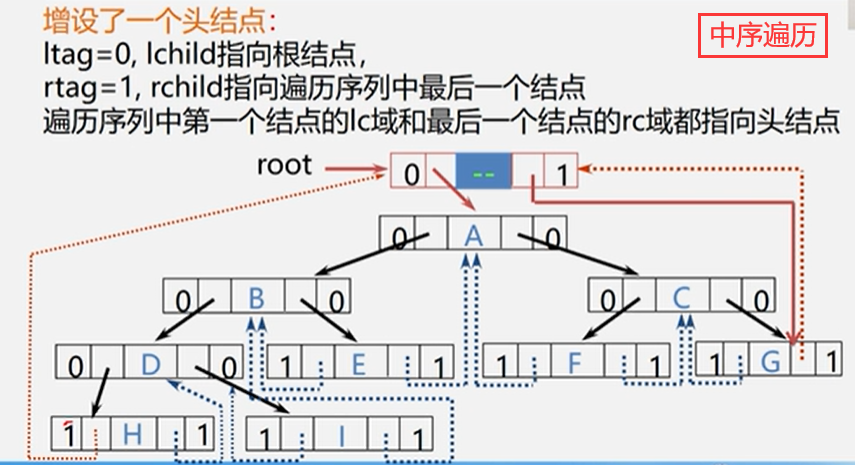 增设了一个头结点：
中序遍历
ltag=0, lchild指向根结点，
rtag=1, rchild指向遍历序列中最后一个结点
遍历序列中第一个结点的lc域和最后一个结点的rc域都指向头结点
root 0 -- 1
0 A 0
0 B 0
0 C 0
0 D 0
1 E 1
1 F 1
1 G 1
1 H 1
1 I 1